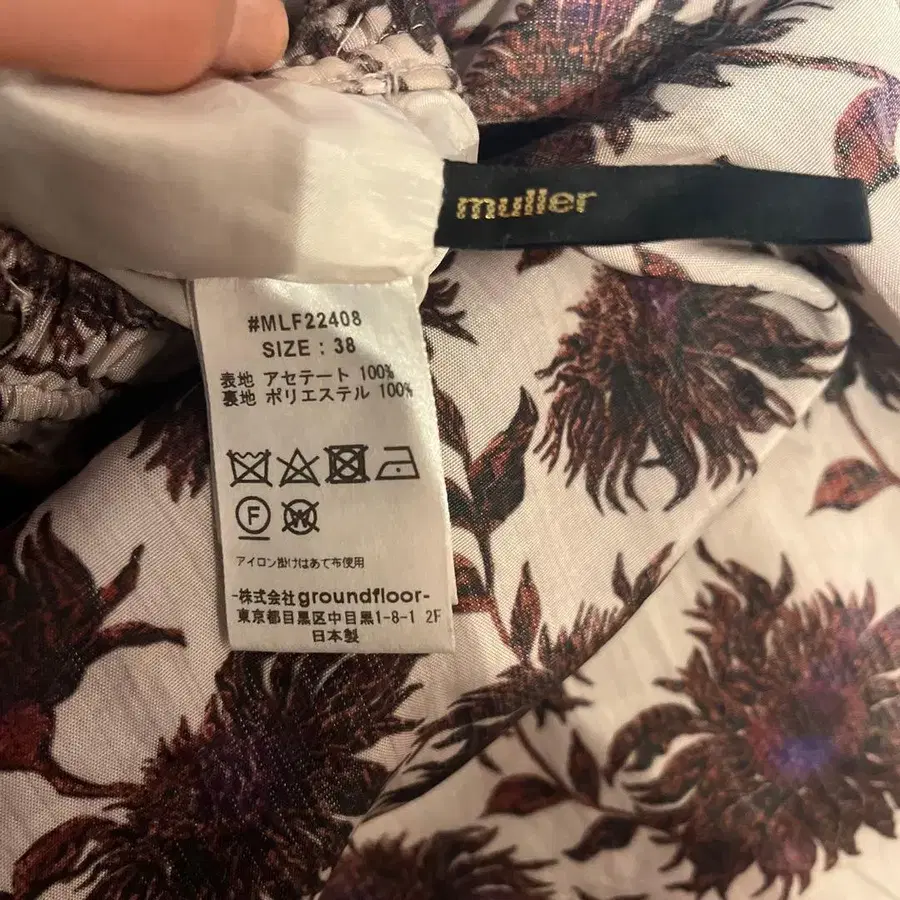 muller
#MLF22408
SIZE : 38
表地 アセテート 100%
裏地 ポリエステル 100%
F
W
アイロン掛けはあて布使用
-株式会社groundfloor-
東京都目黒区中目黒1-8-1 2F
日本製